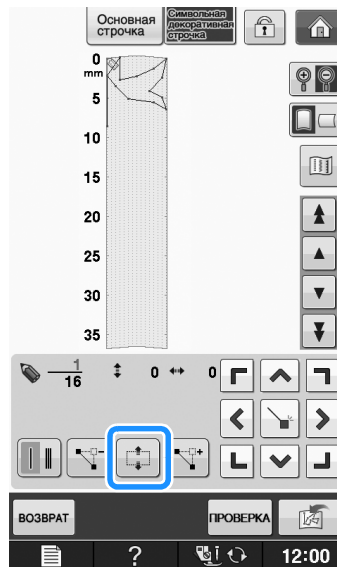 Основная
строчка
Символьная
декоративная
строчка
0
mm
5
10
15
20
25
30
35
1
16
0
0
ВОЗВРАТ
ПРОВЕРКА
?
12:00